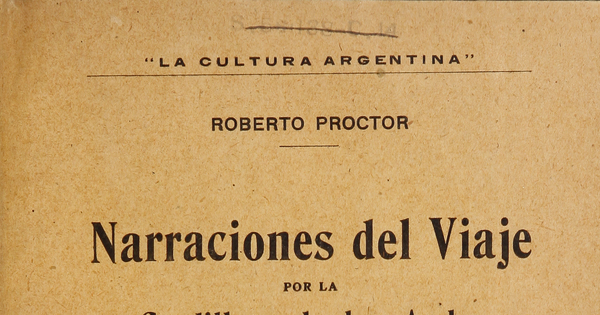 “LA CULTURA ARGENTINA”
ROBERTO PROCTOR
Narraciones del Viaje
POR LA